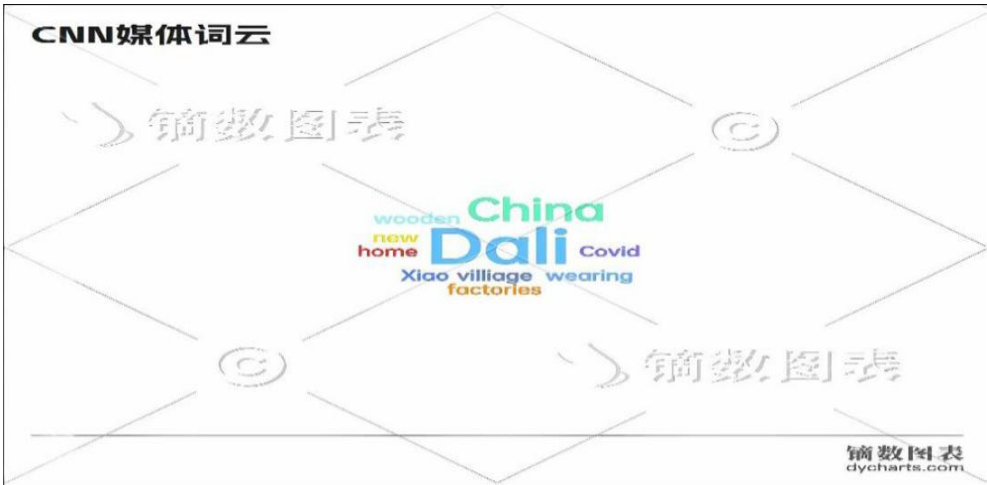 CNN媒体词云
镝数图表
©
wooden China
new
home Dali Covid
Xiao villiage wearing
factories
©
镝数图表
镝数图表
dycharts.com